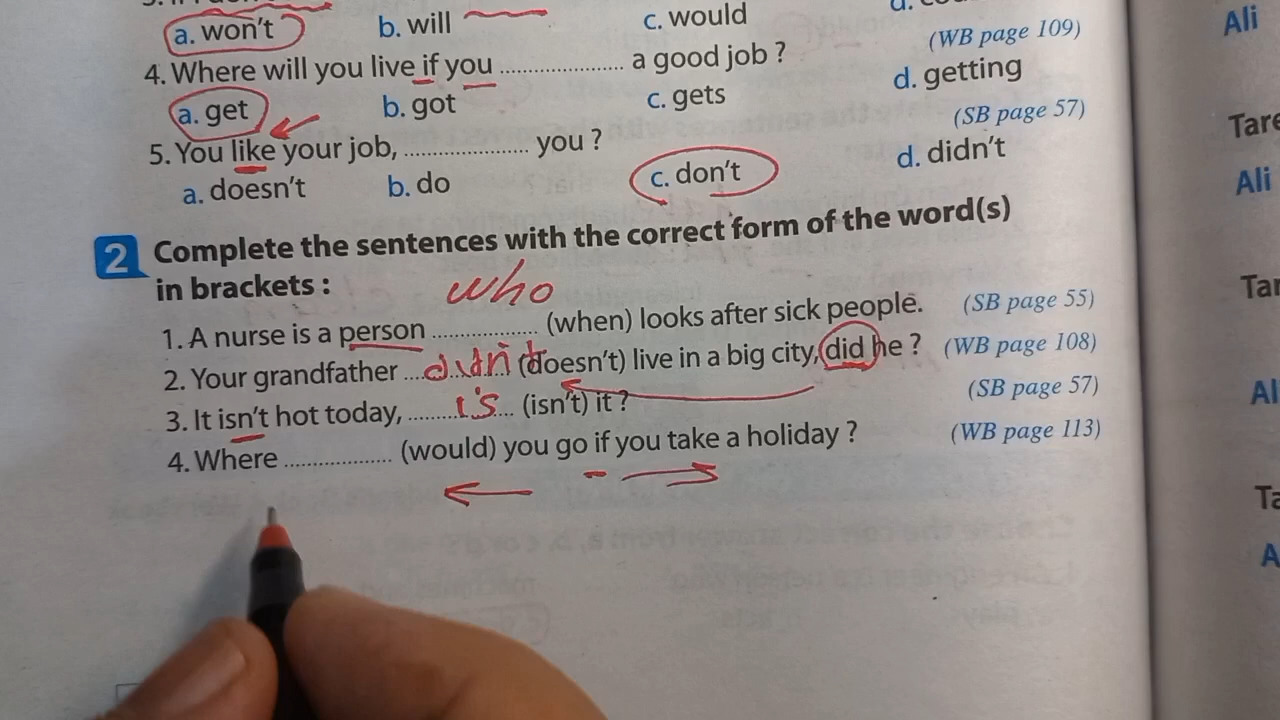 a. won't b. will c. would d.
(WB page 109)
4. Where will you live if you .................... a good job ?
a. get b. got c. gets d. getting
(SB page 57)
5. You like your job, .................... you ?
a. doesn't b. do c. don't d. didn't
2 Complete the sentences with the correct form of the word(s)
in brackets :
who
1. A nurse is a person .................. (when) looks after sick people. (SB page 55)
2. Your grandfather didn't (doesn't) live in a big city, did he ? (WB page 108)
3. It isn't hot today, is (isn't) it ? (SB page 57)
4. Where .................. (would) you go if you take a holiday ? (WB page 113)
Ali
Ali